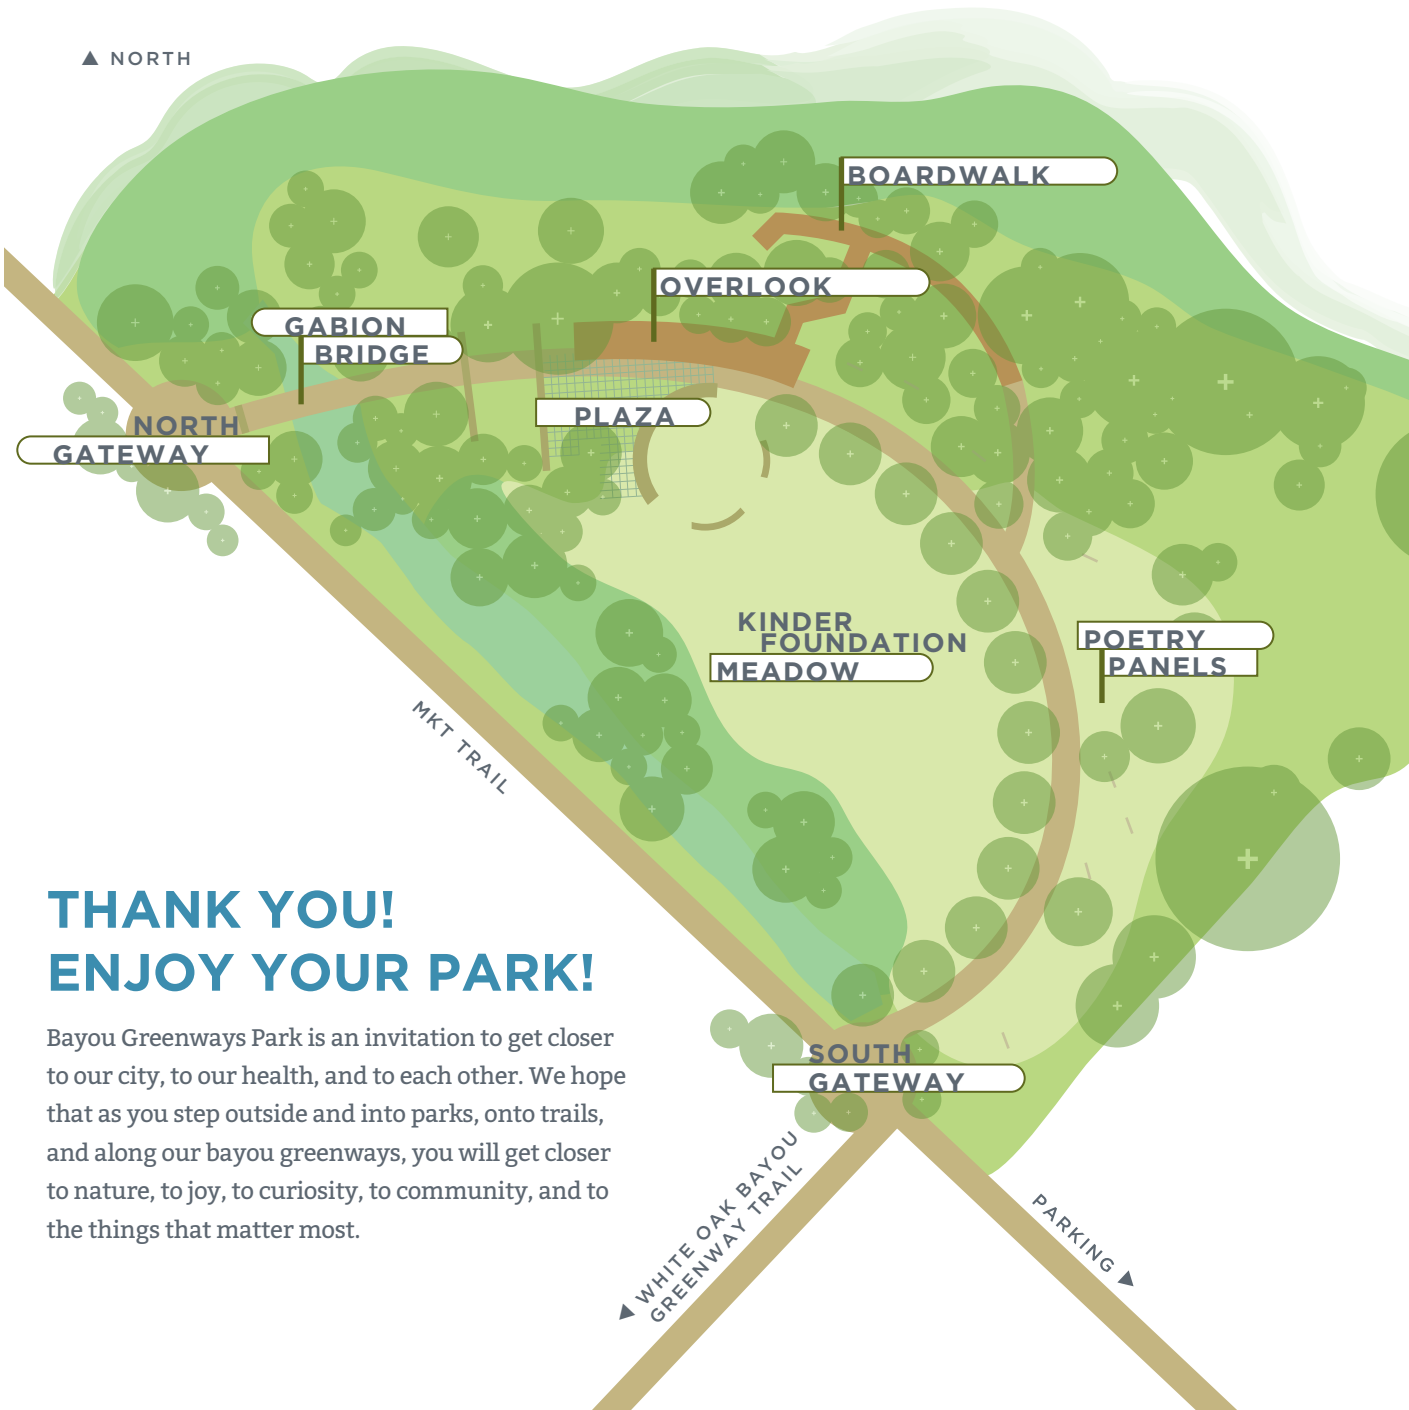 ▲ NORTH
BOARDWALK
OVERLOOK
GABION
BRIDGE
PLAZA
NORTH
GATEWAY
KINDER
FOUNDATION
MEADOW
POETRY
PANELS
MKT TRAIL
THANK YOU!
ENJOY YOUR PARK!
Bayou Greenways Park is an invitation to get closer
to our city, to our health, and to each other. We hope
that as you step outside and into parks, onto trails,
and along our bayou greenways, you will get closer
to nature, to joy, to curiosity, to community, and to
the things that matter most.
SOUTH
GATEWAY
◀ WHITE OAK BAYOU
GREENWAY TRAIL
PARKING ▶